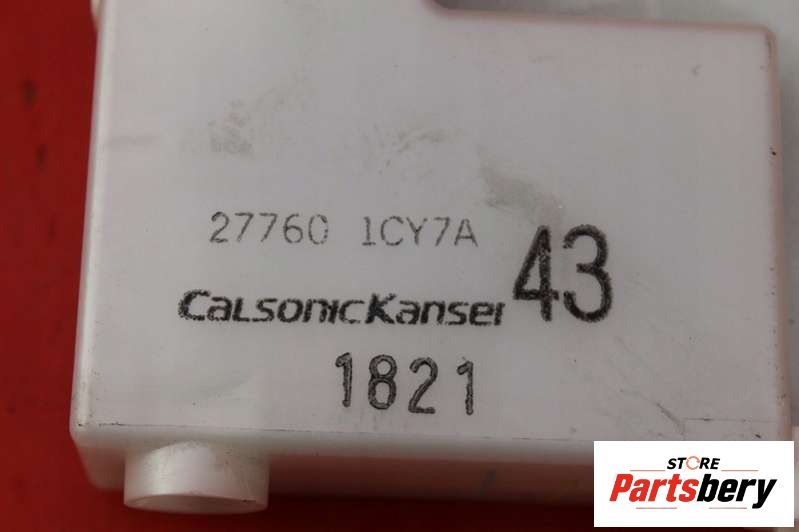 27760 1CY7A
43
CalsonicKansei
1821
STORE
Partsbery